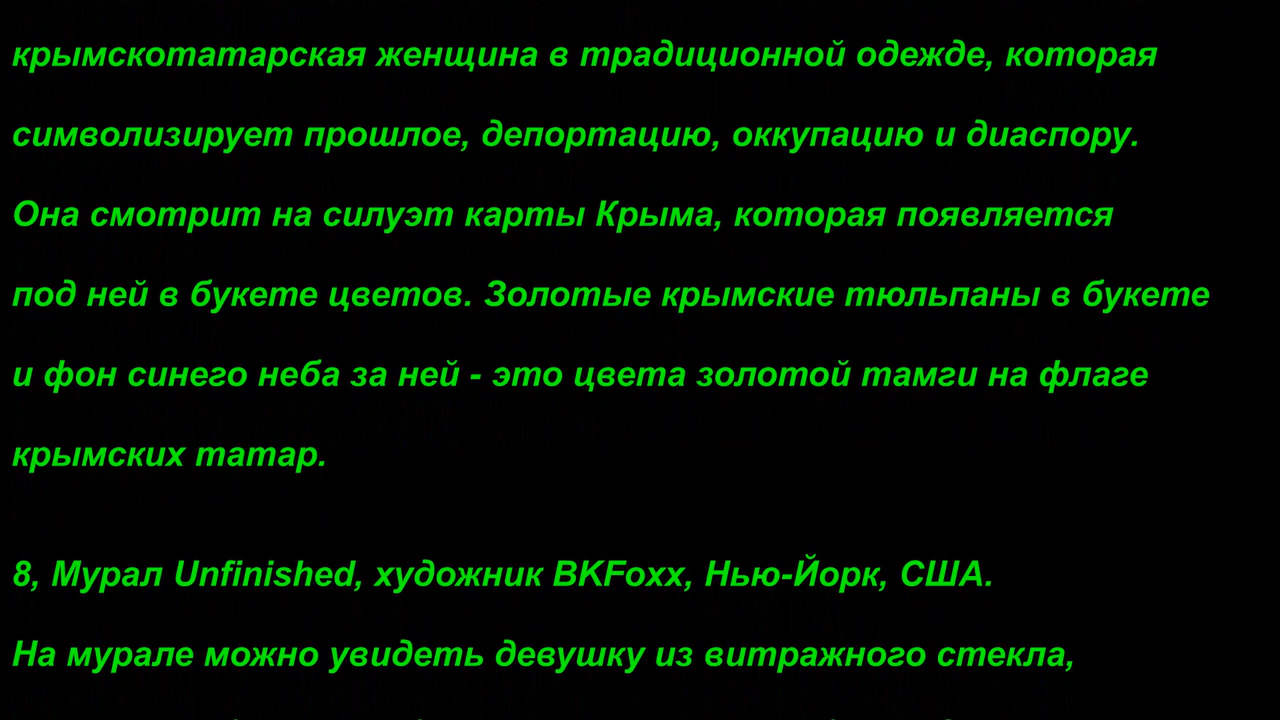 крымскотатарская женщина в традиционной одежде, которая
символизирует прошлое, депортацию, оккупацию и диаспору.
Она смотрит на силуэт карты Крыма, которая появляется
под ней в букете цветов. Золотые крымские тюльпаны в букете
и фон синего неба за ней - это цвета золотой тамги на флаге
крымских татар.
8, Мурал Unfinished, художник BKFoxx, Нью-Йорк, США.
На мурале можно увидеть девушку из витражного стекла,